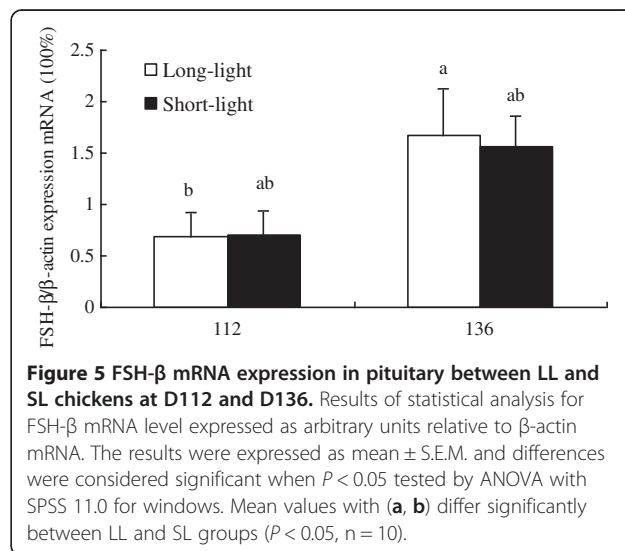 2.5
2
1.5
1
0.5
0
FSH-β/β-actin expression mRNA (100%)
Long-light
Short-light
b
ab
a
ab
112
136
Figure 5 FSH-β mRNA expression in pituitary between LL and
SL chickens at D112 and D136. Results of statistical analysis for
FSH-β mRNA level expressed as arbitrary units relative to β-actin
mRNA. The results were expressed as mean ± S.E.M. and differences
were considered significant when P < 0.05 tested by ANOVA with
SPSS 11.0 for windows. Mean values with (a, b) differ significantly
between LL and SL groups (P < 0.05, n = 10).